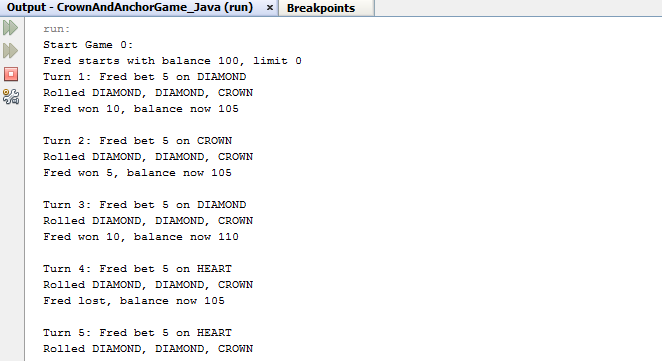 Output - CrownAndAnchorGame_Java (run) × Breakpoints
run:
Start Game 0:
Fred starts with balance 100, limit 0
Turn 1: Fred bet 5 on DIAMOND
Rolled DIAMOND, DIAMOND, CROWN
Fred won 10, balance now 105
Turn 2: Fred bet 5 on CROWN
Rolled DIAMOND, DIAMOND, CROWN
Fred won 5, balance now 105
Turn 3: Fred bet 5 on DIAMOND
Rolled DIAMOND, DIAMOND, CROWN
Fred won 10, balance now 110
Turn 4: Fred bet 5 on HEART
Rolled DIAMOND, DIAMOND, CROWN
Fred lost, balance now 105
Turn 5: Fred bet 5 on HEART
Rolled DIAMOND, DIAMOND, CROWN